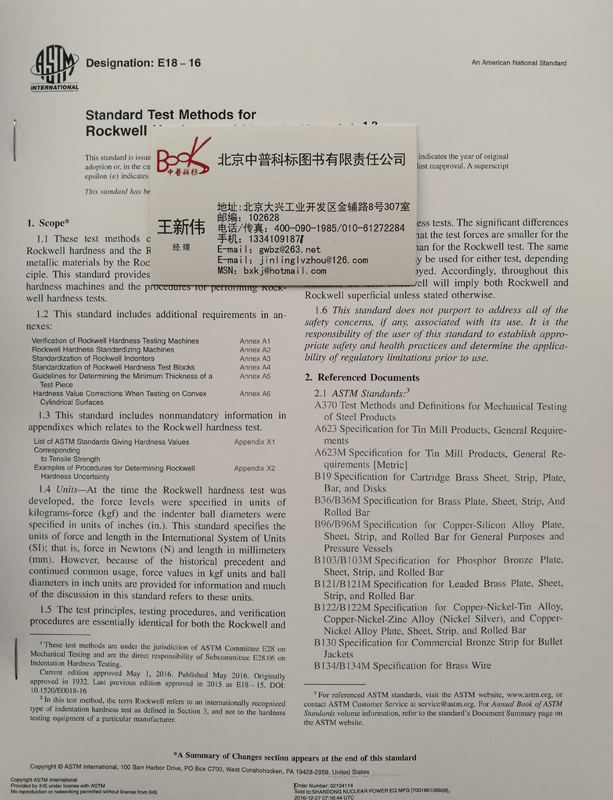 ASTM
INTERNATIONAL
Designation: E18 – 16
An American National Standard
Standard Test Methods for
Rockwell
This standard is issue
indicates the year of original
adoption or, in the ca
last reapproval. A superscript
epsilon (ε) indicates
This standard has be
BooK
中普科标
北京中普科标图书有限责任公司
王新伟
经理
地址:北京大兴工业开发区金辅路8号307室
邮编: 102628
电话/传真: 400-090-1985/010-61272284
手机: 13341091877
E-mail: gwbz@263.net
E-mail: jinlinglvzhou@126.com
MSN: bxkj@hotmail.com
1. Scope*
1.1 These test methods c
Rockwell hardness and the R
metallic materials by the Roc
ciple. This standard provides
hardness machines and the procedures for performing Rock-
well hardness tests.
1.2 This standard includes additional requirements in an-
nexes:
Verification of Rockwell Hardness Testing Machines Annex A1
Rockwell Hardness Standardizing Machines Annex A2
Standardization of Rockwell Indenters Annex A3
Standardization of Rockwell Hardness Test Blocks Annex A4
Guidelines for Determining the Minimum Thickness of a Annex A5
Test Piece
Hardness Value Corrections When Testing on Convex Annex A6
Cylindrical Surfaces
1.3 This standard includes nonmandatory information in
appendixes which relates to the Rockwell hardness test.
List of ASTM Standards Giving Hardness Values Appendix X1
Corresponding
to Tensile Strength
Examples of Procedures for Determining Rockwell Appendix X2
Hardness Uncertainty
1.4 Units—At the time the Rockwell hardness test was
developed, the force levels were specified in units of
kilograms-force (kgf) and the indenter ball diameters were
specified in units of inches (in.). This standard specifies the
units of force and length in the International System of Units
(SI); that is, force in Newtons (N) and length in millimeters
(mm). However, because of the historical precedent and
continued common usage, force values in kgf units and ball
diameters in inch units are provided for information and much
of the discussion in this standard refers to these units.
1.5 The test principles, testing procedures, and verification
procedures are essentially identical for both the Rockwell and
ess tests. The significant differences
hat the test forces are smaller for the
han for the Rockwell test. The same
y be used for either test, depending
oyed. Accordingly, throughout this
well will imply both Rockwell and
Rockwell superficial unless stated otherwise.
1.6 This standard does not purport to address all of the
safety concerns, if any, associated with its use. It is the
responsibility of the user of this standard to establish appro-
priate safety and health practices and determine the applica-
bility of regulatory limitations prior to use.
2. Referenced Documents
2.1 ASTM Standards:3
A370 Test Methods and Definitions for Mechanical Testing
of Steel Products
A623 Specification for Tin Mill Products, General Require-
ments
A623M Specification for Tin Mill Products, General Re-
quirements [Metric]
B19 Specification for Cartridge Brass Sheet, Strip, Plate,
Bar, and Disks
B36/B36M Specification for Brass Plate, Sheet, Strip, And
Rolled Bar
B96/B96M Specification for Copper-Silicon Alloy Plate,
Sheet, Strip, and Rolled Bar for General Purposes and
Pressure Vessels
B103/B103M Specification for Phosphor Bronze Plate,
Sheet, Strip, and Rolled Bar
B121/B121M Specification for Leaded Brass Plate, Sheet,
Strip, and Rolled Bar
B122/B122M Specification for Copper-Nickel-Tin Alloy,
Copper-Nickel-Zinc Alloy (Nickel Silver), and Copper-
Nickel Alloy Plate, Sheet, Strip, and Rolled Bar
B130 Specification for Commercial Bronze Strip for Bullet
Jackets
B134/B134M Specification for Brass Wire
1 These test methods are under the jurisdiction of ASTM Committee E28 on
Mechanical Testing and are the direct responsibility of Subcommittee E28.06 on
Indentation Hardness Testing.
Current edition approved May 1, 2016. Published May 2016. Originally
approved in 1932. Last previous edition approved in 2015 as E18 – 15. DOI:
10.1520/E0018-16
2 In this test method, the term Rockwell refers to an internationally recognized
type of indentation hardness test as defined in Section 3, and not to the hardness
testing equipment of a particular manufacturer.
3 For referenced ASTM standards, visit the ASTM website, www.astm.org, or
contact ASTM Customer Service at service@astm.org. For Annual Book of ASTM
Standards volume information, refer to the standard's Document Summary page on
the ASTM website.
*A Summary of Changes section appears at the end of this standard
Copyright © ASTM International, 100 Barr Harbor Drive, PO Box C700, West Conshohocken, PA 19428-2959. United States
Copyright ASTM International
Provided by IHS under license with ASTM
No reproduction or networking permitted without license from IHS
Order Number: 02134114
Sold to:SHANDONG NUCLEAR POWER EQ MFG [700166106929],
2016-12-27 07:16:44 UTC